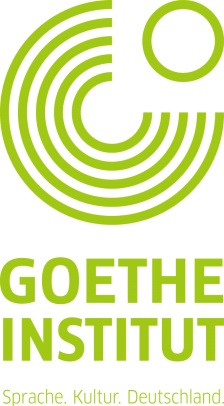 GOETHE
INSTITUT
Sprache. Kultur. Deutschland.